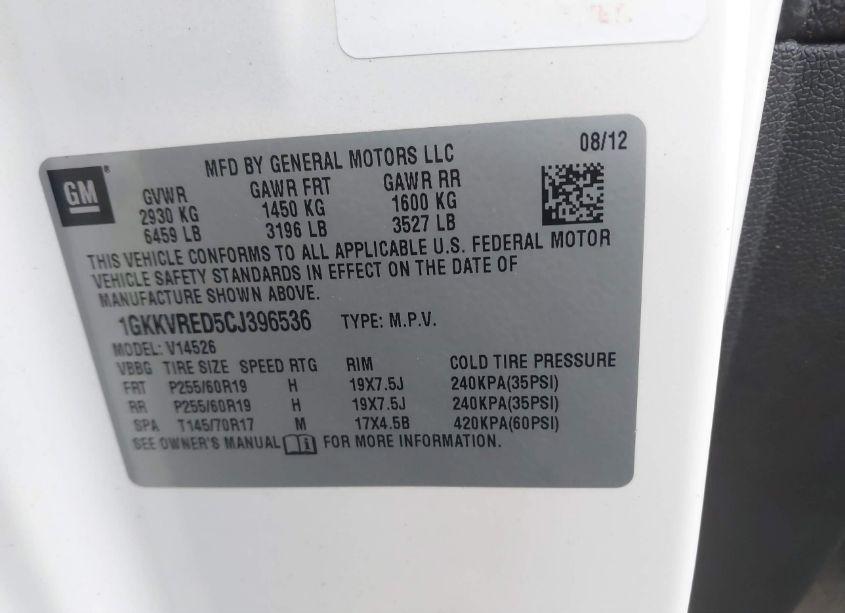 08/12
MFD BY GENERAL MOTORS LLC
GM
GVWR GAWR FRT GAWR RR
2930 KG 1450 KG 1600 KG
6459 LB 3196 LB 3527 LB
THIS VEHICLE CONFORMS TO ALL APPLICABLE U.S. FEDERAL MOTOR
VEHICLE SAFETY STANDARDS IN EFFECT ON THE DATE OF
MANUFACTURE SHOWN ABOVE.
1GKKVRED5CJ396536 TYPE: M.P.V.
MODEL: V14526
VBBG TIRE SIZE SPEED RTG RIM COLD TIRE PRESSURE
FRT P255/60R19 H 19X7.5J 240KPA(35PSI)
RR P255/60R19 H 19X7.5J 240KPA(35PSI)
SPA T145/70R17 M 17X4.5B 420KPA(60PSI)
SEE OWNER'S MANUAL FOR MORE INFORMATION.